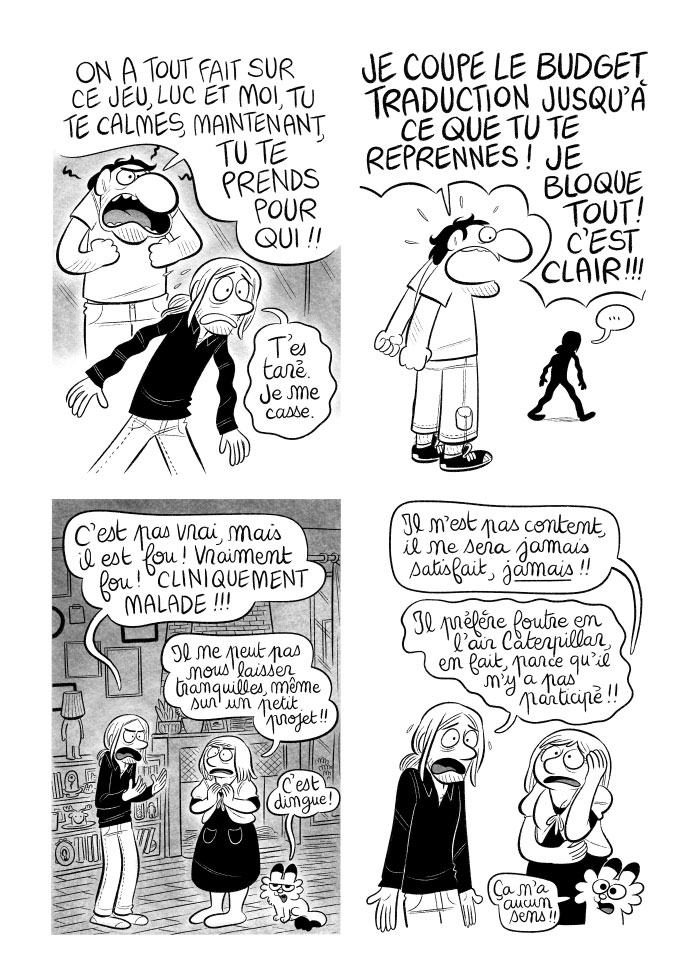 ON A TOUT FAIT SUR
CE JEU, LUC ET MOI, TU
TE CALMES, MAINTENANT,
TU TE
PRENDS
POUR
QUI !!
T'es
taré.
Je me
casse.
JE COUPE LE BUDGET
TRADUCTION JUSQU'À
CE QUE TU TE
REPRENNES ! JE
BLOQUE
TOUT !
C'EST
CLAIR !!!
...
C'est pas vrai, mais
il est fou ! Vraiment
fou ! CLINIQUEMENT
MALADE !!!
Il ne peut pas
nous laisser
tranquilles, même
sur un petit
projet !!
C'est
dingue !
Il n'est pas content,
il ne sera jamais
satisfait, jamais !!
Il préfère foutre en
l'air Caterpillar,
en fait, parce qu'il
n'y a pas
participé !!
Ça n'a
aucun
sens !!